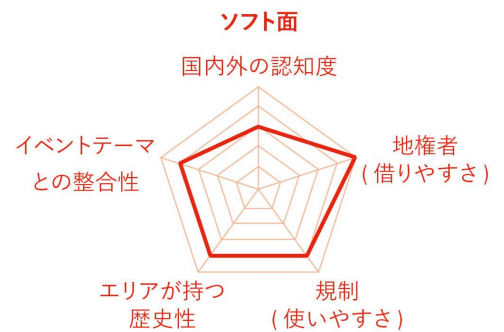 ソフト面
国内外の認知度
イベントテーマ
との整合性
地権者
(借りやすさ)
エリアが持つ
歴史性
規制
(使いやすさ)